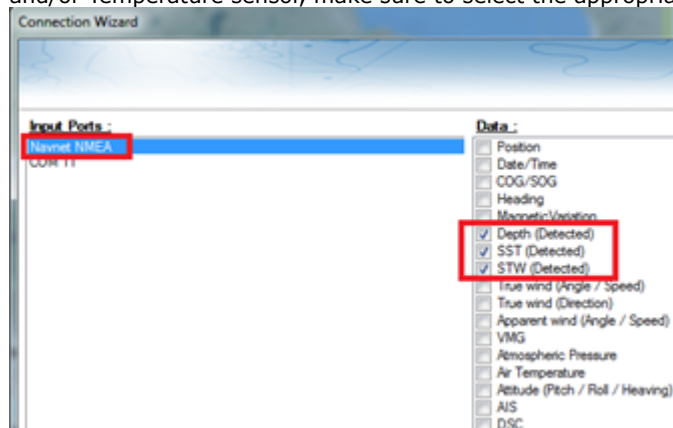 and/or Temperature sensor, make sure to select the appropria
Connection Wizard
Input Ports :
Navnet NMEA
COM 11
Data :
Position
Date/Time
COG/SOG
Heading
Magnetic Variation
Depth (Detected)
SST (Detected)
STW (Detected)
True wind (Angle / Speed)
True wind (Direction)
Apparent wind (Angle / Speed)
VMG
Atmospheric Pressure
Air Temperature
Attitude (Pitch / Roll / Heaving)
AIS
DSC